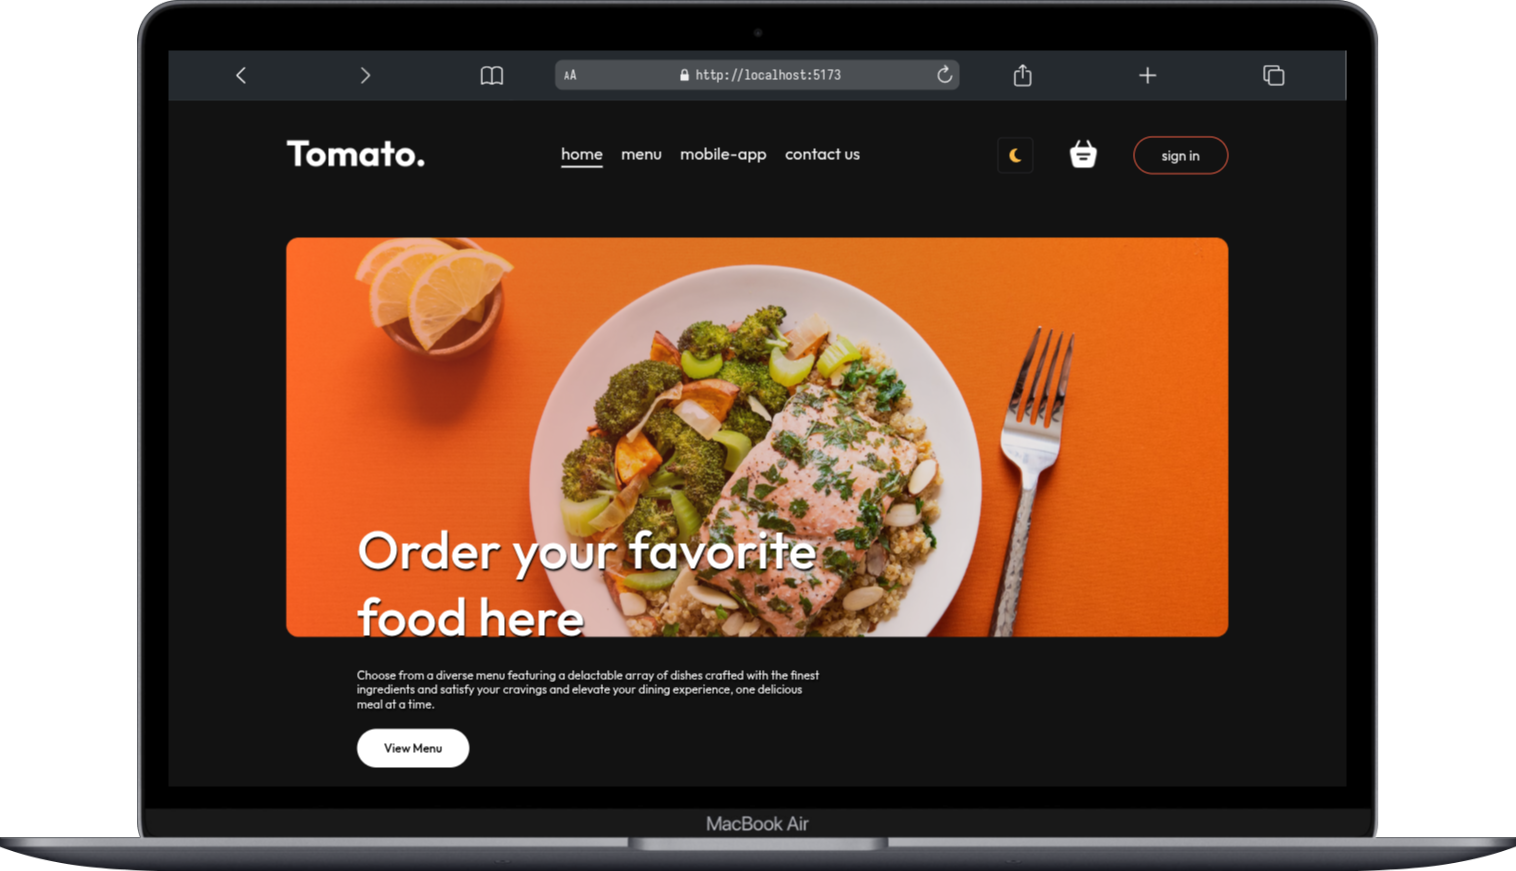 AA http://localhost:5173
Tomato.
home menu mobile-app contact us
sign in
Order your favorite
food here
Choose from a diverse menu featuring a delactable array of dishes crafted with the finest
ingredients and satisfy your cravings and elevate your dining experience, one delicious
meal at a time.
View Menu
MacBook Air